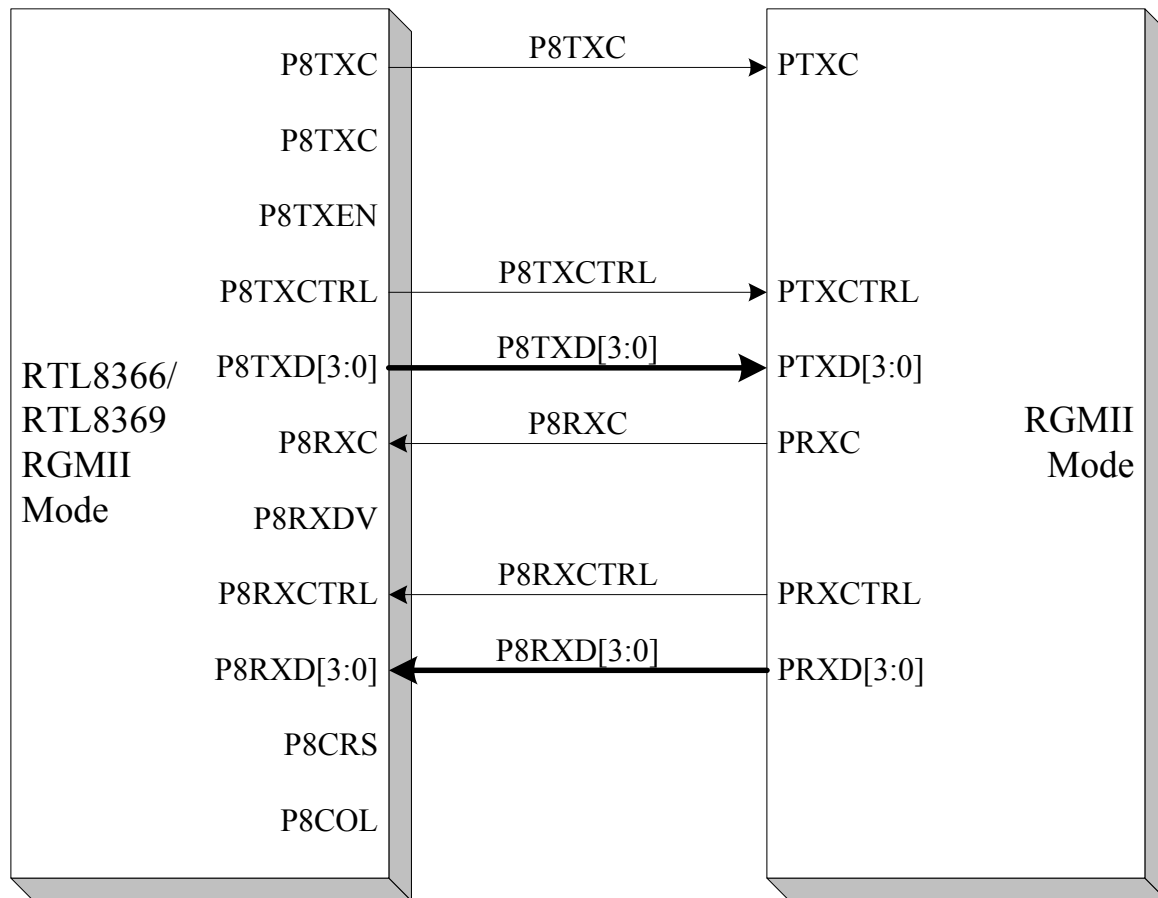 P8TXC
P8TXC
PTXC
P8TXC
P8TXEN
P8TXCTRL
P8TXCTRL
PTXCTRL
P8TXD[3:0]
P8TXD[3:0]
PTXD[3:0]
RTL8366/
RTL8369
RGMII
Mode
P8RXC
P8RXC
PRXC
RGMII
Mode
P8RXDV
P8RXCTRL
P8RXCTRL
PRXCTRL
P8RXD[3:0]
P8RXD[3:0]
PRXD[3:0]
P8CRS
P8COL